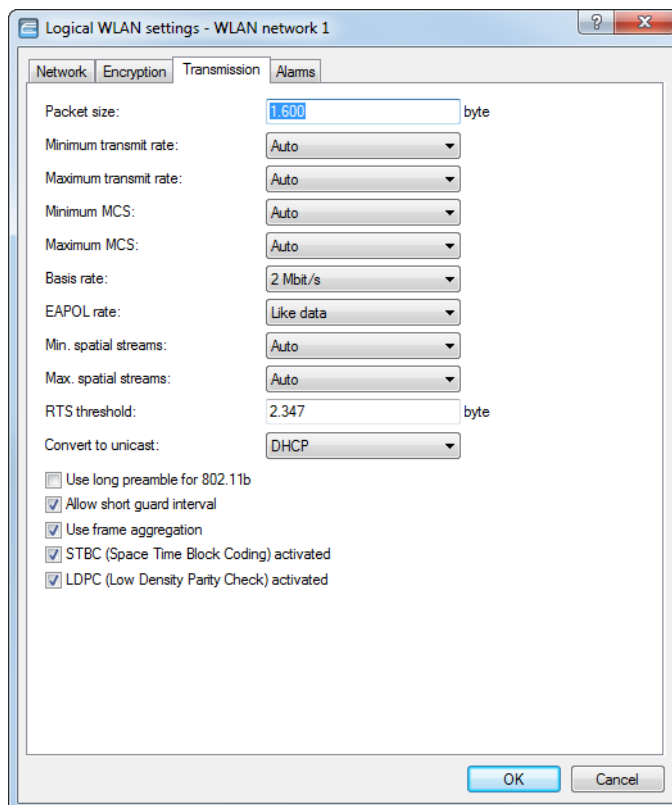 Logical WLAN settings - WLAN network 1
Network Encryption Transmission Alarms
Packet size: 1.600 byte
Minimum transmit rate: Auto
Maximum transmit rate: Auto
Minimum MCS: Auto
Maximum MCS: Auto
Basis rate: 2 Mbit/s
EAPOL rate: Like data
Min. spatial streams: Auto
Max. spatial streams: Auto
RTS threshold: 2.347 byte
Convert to unicast: DHCP
Use long preamble for 802.11b
Allow short guard interval
Use frame aggregation
STBC (Space Time Block Coding) activated
LDPC (Low Density Parity Check) activated
OK Cancel